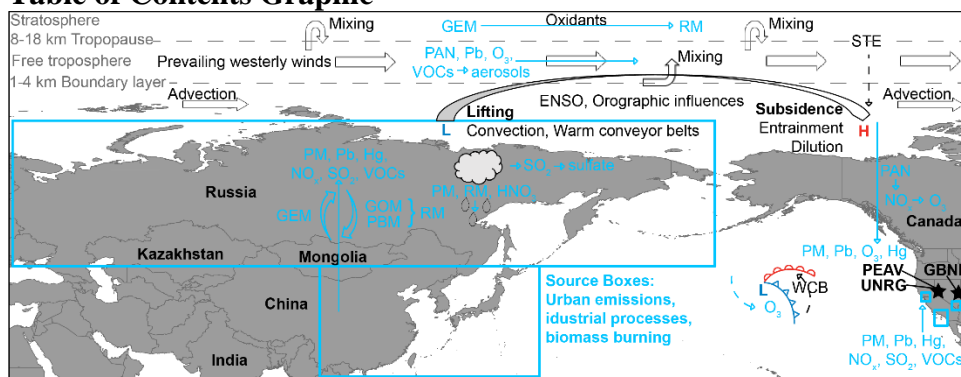 Table of Contents Graphic
Stratosphere
Mixing
GEM
Oxidants
RM
Mixing
8-18 km Tropopause
STE
Free troposphere
Prevailing westerly winds
PAN, Pb, O3,
VOCs → aerosols
Mixing
1-4 km Boundary layer
Advection
ENSO, Orographic influences
Advection
Lifting
L
Convection, Warm conveyor belts
Subsidence
H
Entrainment
Dilution
PM, Pb, Hg,
NOx, SO2, VOCs
→ SO2 → sulfate
PAN
NOx → O3
Russia
PM, RM, HNO3
GEM
GOM
PBM
} RM
Canada
Kazakhstan
Mongolia
PM, Pb, O3, Hg
PEAV
GBNP
UNRG
China
Source Boxes:
Urban emissions,
idustrial processes,
biomass burning
L
WCB
O3
India
PM, Pb, Hg,
NOx, SO2, VOCs